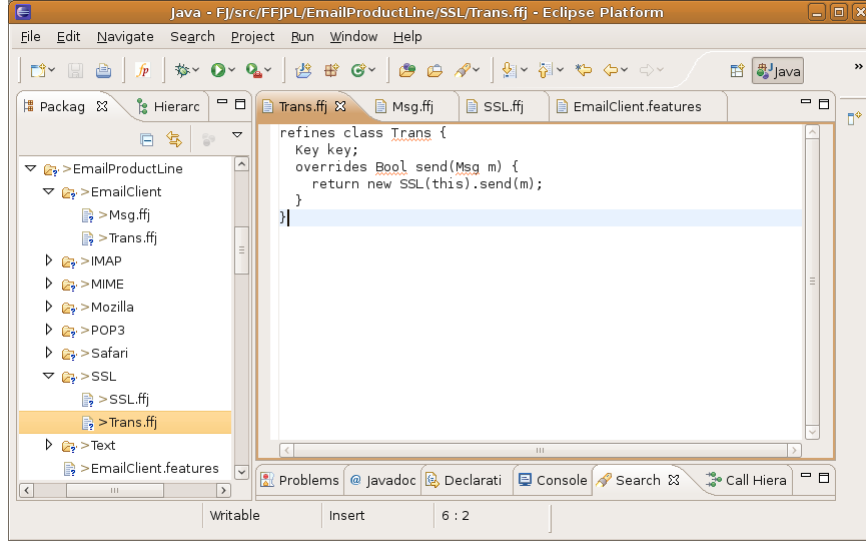 Java - FJ/src/FFJPL/EmailProductLine/SSL/Trans.ffj - Eclipse Platform
File Edit Navigate Search Project Run Window Help
Java »
Packag Hierarc
>EmailProductLine
>EmailClient
>Msg.ffj
>Trans.ffj
>IMAP
>MIME
>Mozilla
>POP3
>Safari
>SSL
>SSL.ffj
>Trans.ffj
>Text
>EmailClient.features
Trans.ffj Msg.ffj SSL.ffj EmailClient.features
refines class Trans {
Key key;
overrides Bool send(Msg m) {
return new SSL(this).send(m);
}
}
Problems @ Javadoc Declarati Console Search Call Hiera
Writable Insert 6 : 2